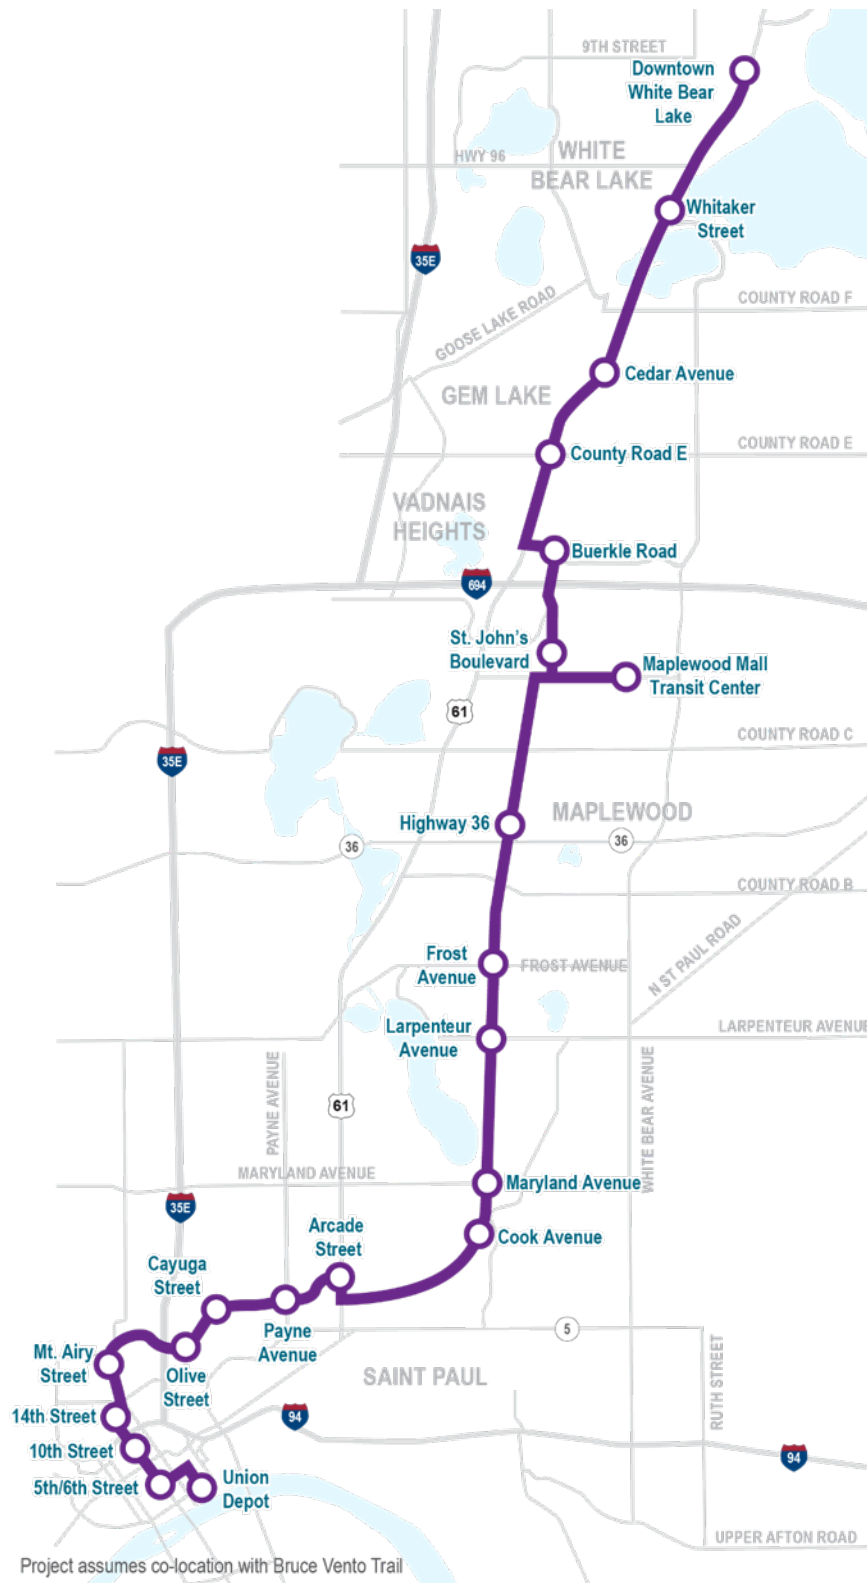 9TH STREET
Downtown
White Bear
Lake
WHITE
BEAR LAKE
HWY 96
Whitaker
Street
35E
COUNTY ROAD F
GOOSE LAKE ROAD
Cedar Avenue
GEM LAKE
COUNTY ROAD E
County Road E
VADNAIS
HEIGHTS
Buerkle Road
694
St. John's
Boulevard
Maplewood Mall
Transit Center
61
COUNTY ROAD C
35E
MAPLEWOOD
Highway 36
36
36
COUNTY ROAD B
N ST PAUL ROAD
Frost
Avenue
FROST AVENUE
Larpenteur
Avenue
LARPENTEUR AVENUE
PAYNE AVENUE
WHITE BEAR AVENUE
61
MARYLAND AVENUE
Maryland Avenue
35E
Arcade
Street
Cook Avenue
Cayuga
Street
Payne
Avenue
5
Mt. Airy
Street
Olive
Street
SAINT PAUL
RUTH STREET
14th Street
94
10th Street
94
5th/6th Street
Union
Depot
UPPER AFTON ROAD
Project assumes co-location with Bruce Vento Trail